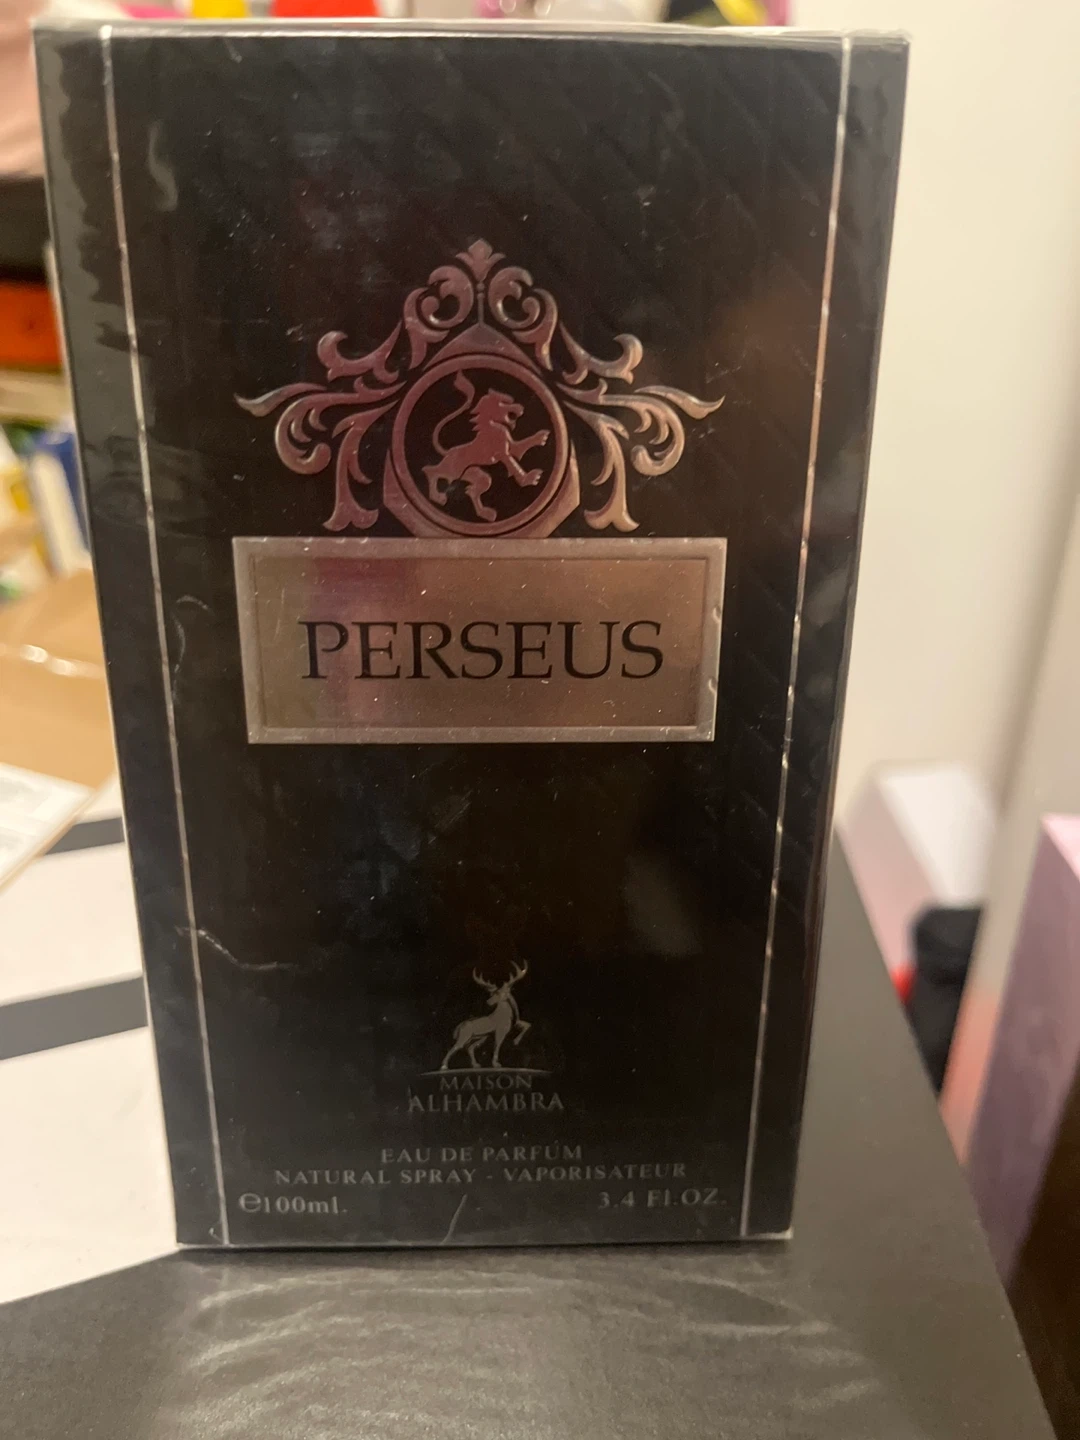 PERSEUS
MAISON
ALHAMBRA
EAU DE PARFUM
NATURAL SPRAY - VAPORISATEUR
℮100ml. 3.4 Fl.OZ.